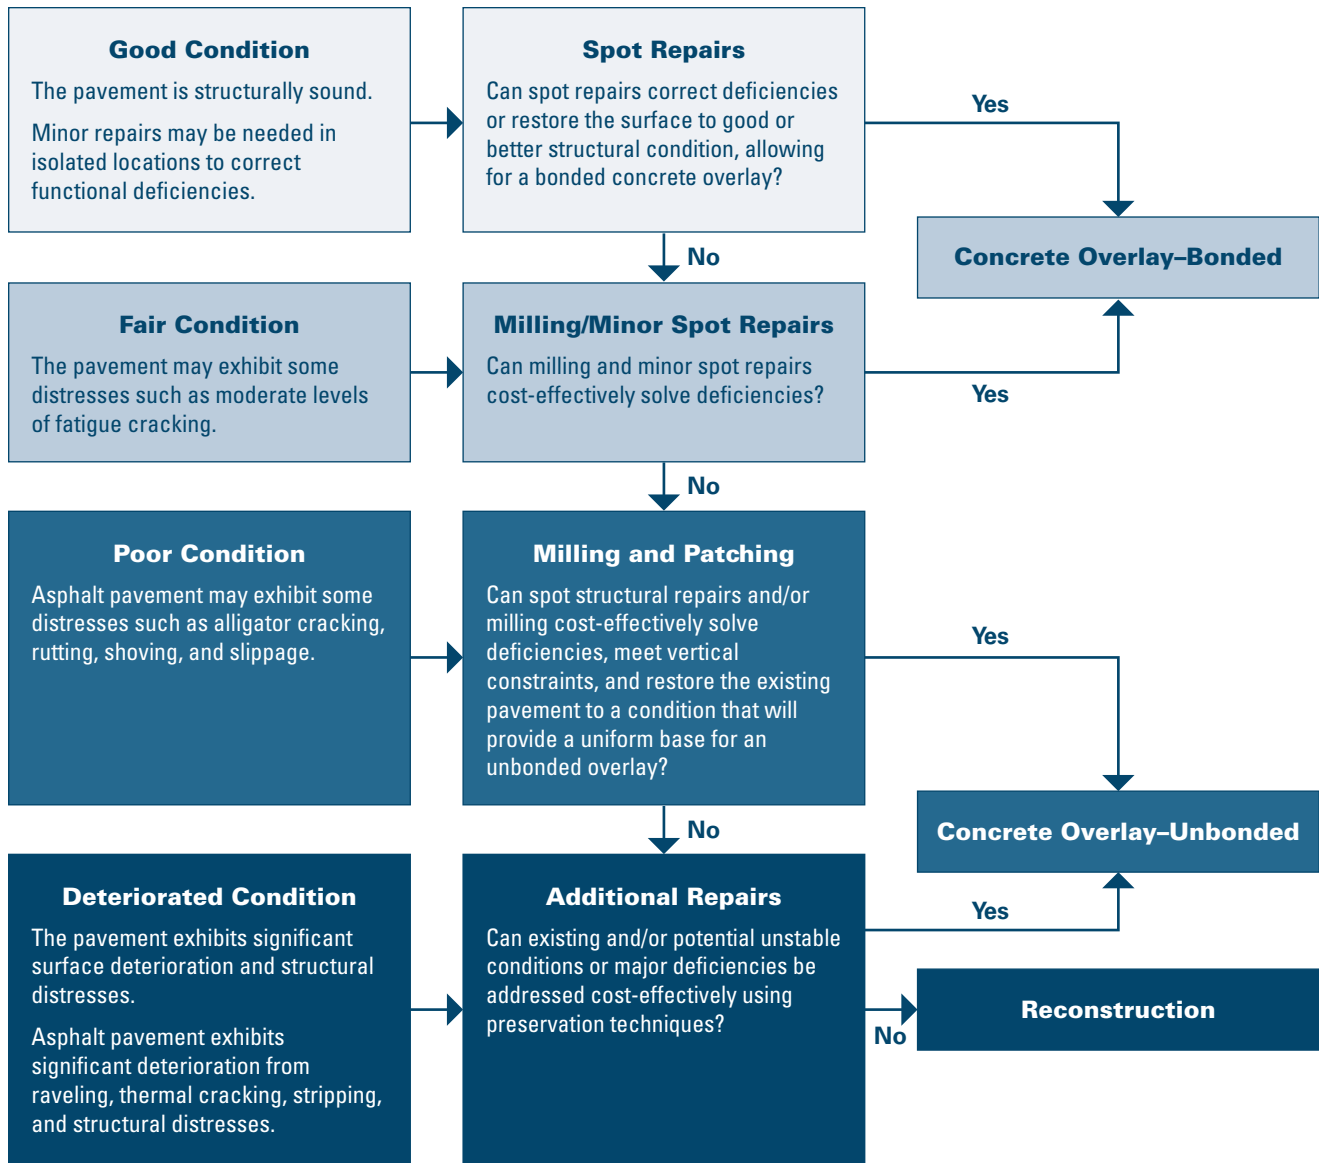 Good Condition
The pavement is structurally sound.
Minor repairs may be needed in
isolated locations to correct
functional deficiencies.
Spot Repairs
Can spot repairs correct deficiencies
or restore the surface to good or
better structural condition, allowing
for a bonded concrete overlay?
Yes
No
Concrete Overlay–Bonded
Fair Condition
The pavement may exhibit some
distresses such as moderate levels
of fatigue cracking.
Milling/Minor Spot Repairs
Can milling and minor spot repairs
cost-effectively solve deficiencies?
Yes
No
Poor Condition
Asphalt pavement may exhibit some
distresses such as alligator cracking,
rutting, shoving, and slippage.
Milling and Patching
Can spot structural repairs and/or
milling cost-effectively solve
deficiencies, meet vertical
constraints, and restore the existing
pavement to a condition that will
provide a uniform base for an
unbonded overlay?
Yes
No
Concrete Overlay–Unbonded
Deteriorated Condition
The pavement exhibits significant
surface deterioration and structural
distresses.
Asphalt pavement exhibits
significant deterioration from
raveling, thermal cracking, stripping,
and structural distresses.
Additional Repairs
Can existing and/or potential unstable
conditions or major deficiencies be
addressed cost-effectively using
preservation techniques?
Yes
No
Reconstruction